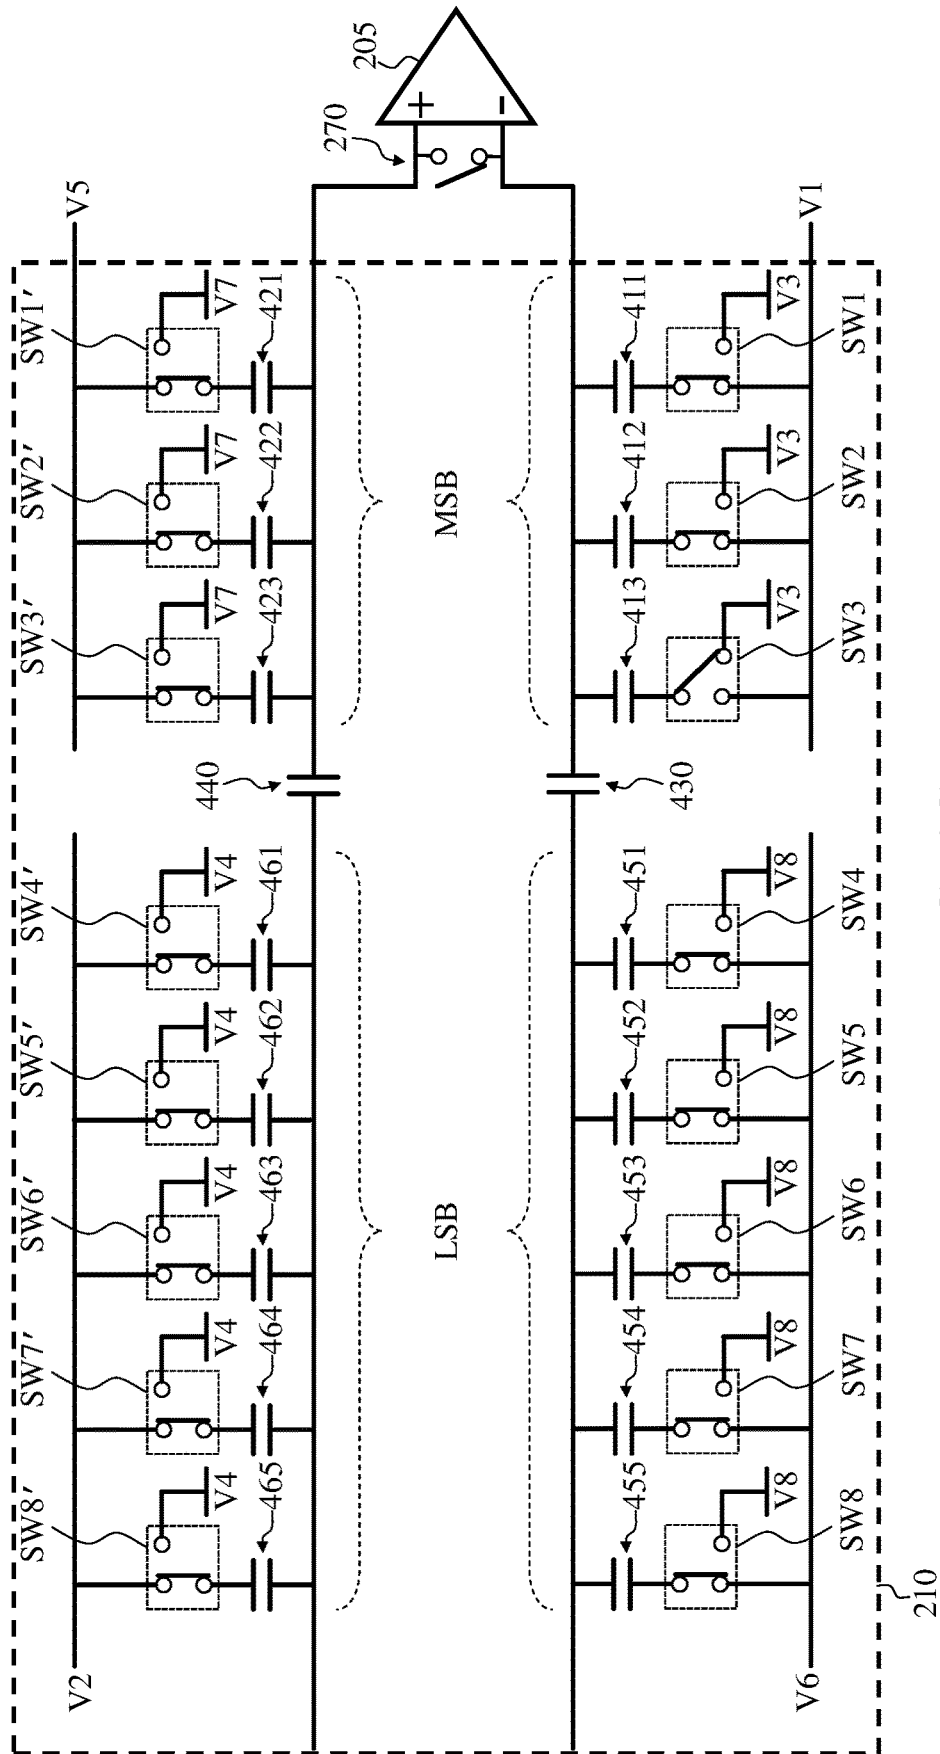 SW8′ SW7′ SW6′ SW5′ SW4′ SW3′ SW2′ SW1′
V2 V5
440
V4 V4 V4 V4 V4 V7 V7 V7
465 464 463 462 461 423 422 421
270
205
+
LSB MSB
-
455 454 453 452 451 413 412 411
430
V8 V8 V8 V8 V8 V3 V3 V3
V6 V1
SW8 SW7 SW6 SW5 SW4 SW3 SW2 SW1
210